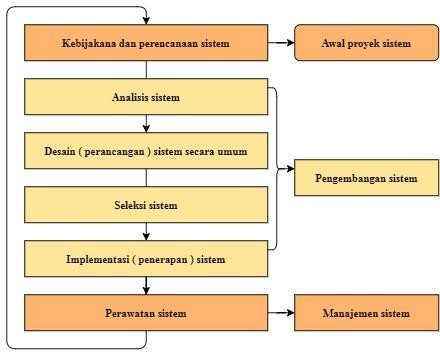 Kebijakana dan perencanaan sistem
Awal proyek sistem
Analisis sistem
Desain ( perancangan ) sistem secara umum
Pengembangan sistem
Seleksi sistem
Implementasi ( penerapan ) sistem
Perawatan sistem
Manajemen sistem